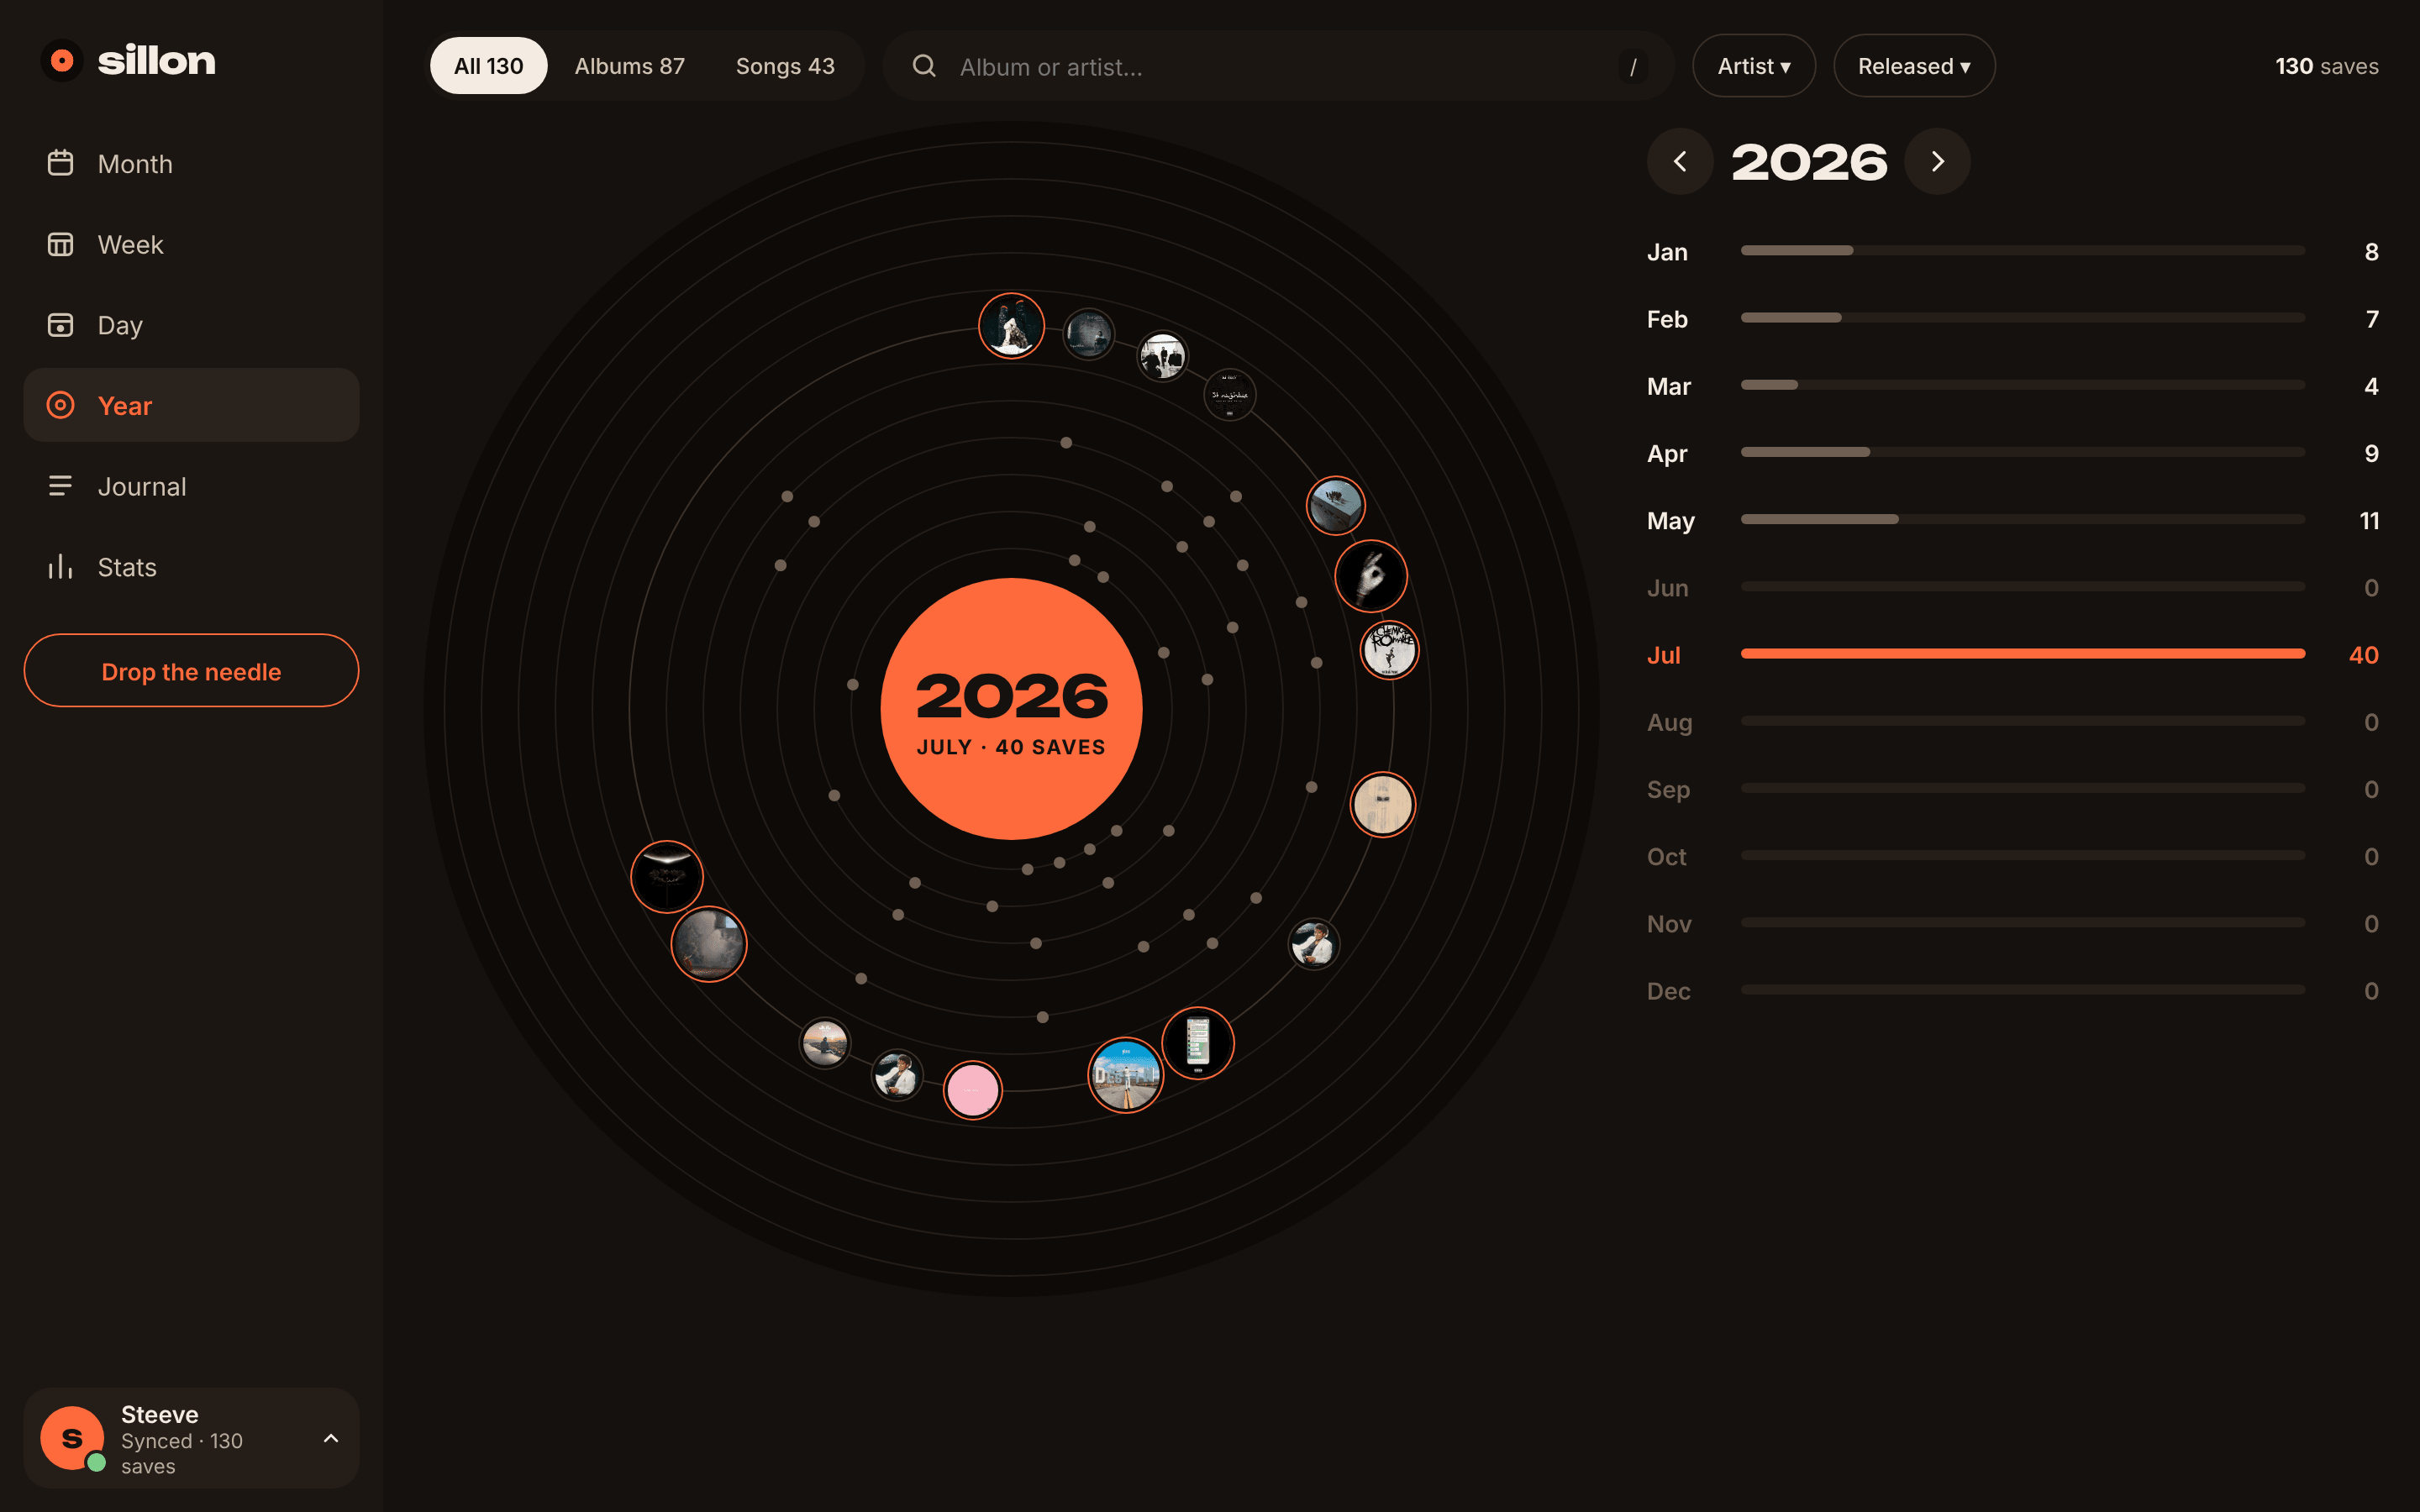 sillon
Month
Week
Day
Year
Journal
Stats
Drop the needle
S
Steeve
Synced · 130
saves
All 130
Albums 87
Songs 43
Album or artist...
/
Artist ▾
Released ▾
130 saves
2026
JULY · 40 SAVES
2026
Jan 8
Feb 7
Mar 4
Apr 9
May 11
Jun 0
Jul 40
Aug 0
Sep 0
Oct 0
Nov 0
Dec 0